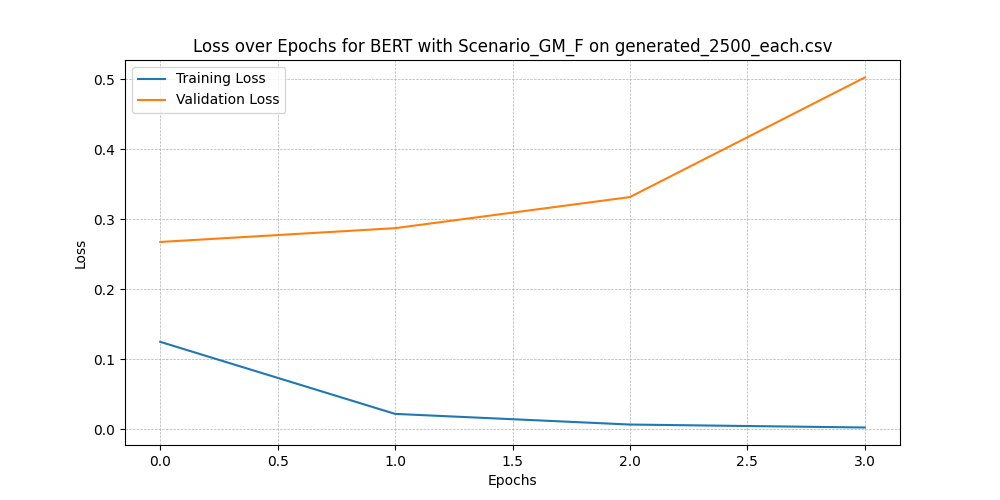 Loss over Epochs for BERT with Scenario_GM_F on generated_2500_each.csv
Training Loss
Validation Loss
0.5
0.4
0.3
0.2
0.1
0.0
Loss
0.0 0.5 1.0 1.5 2.0 2.5 3.0
Epochs